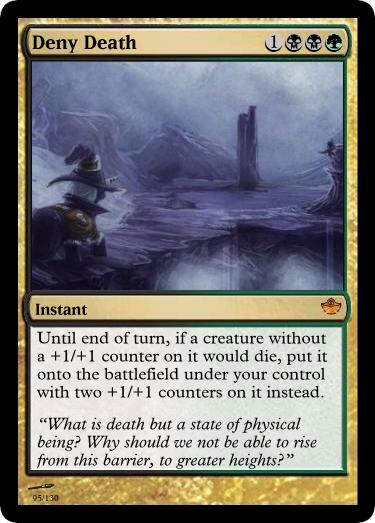 Deny Death 1
Instant
Until end of turn, if a creature without
a +1/+1 counter on it would die, put it
onto the battlefield under your control
with two +1/+1 counters on it instead.
“What is death but a state of physical
being? Why should we not be able to rise
from this barrier, to greater heights?”
95/130